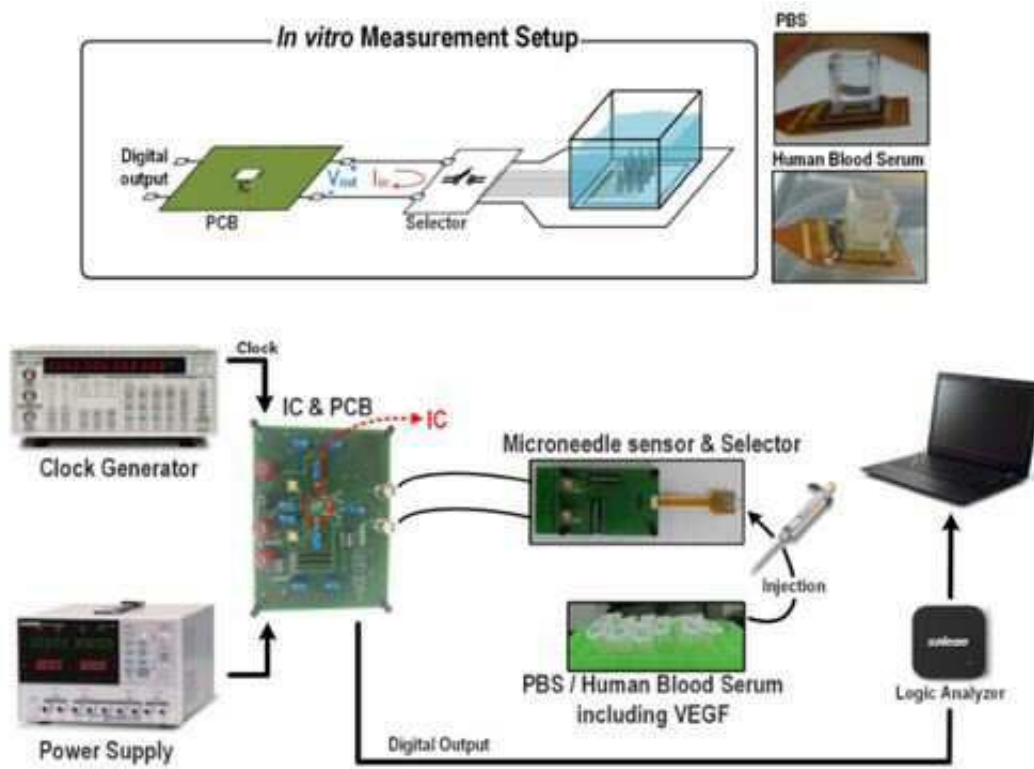 In vitro Measurement Setup
PBS
Digital
output
IC
Vout
Iin
PCB
Selector
Human Blood Serum
Clock
IC & PCB
IC
Clock Generator
Microneedle sensor & Selector
Injection
saleae
PBS / Human Blood Serum
including VEGF
Logic Analyzer
Power Supply
Digital Output